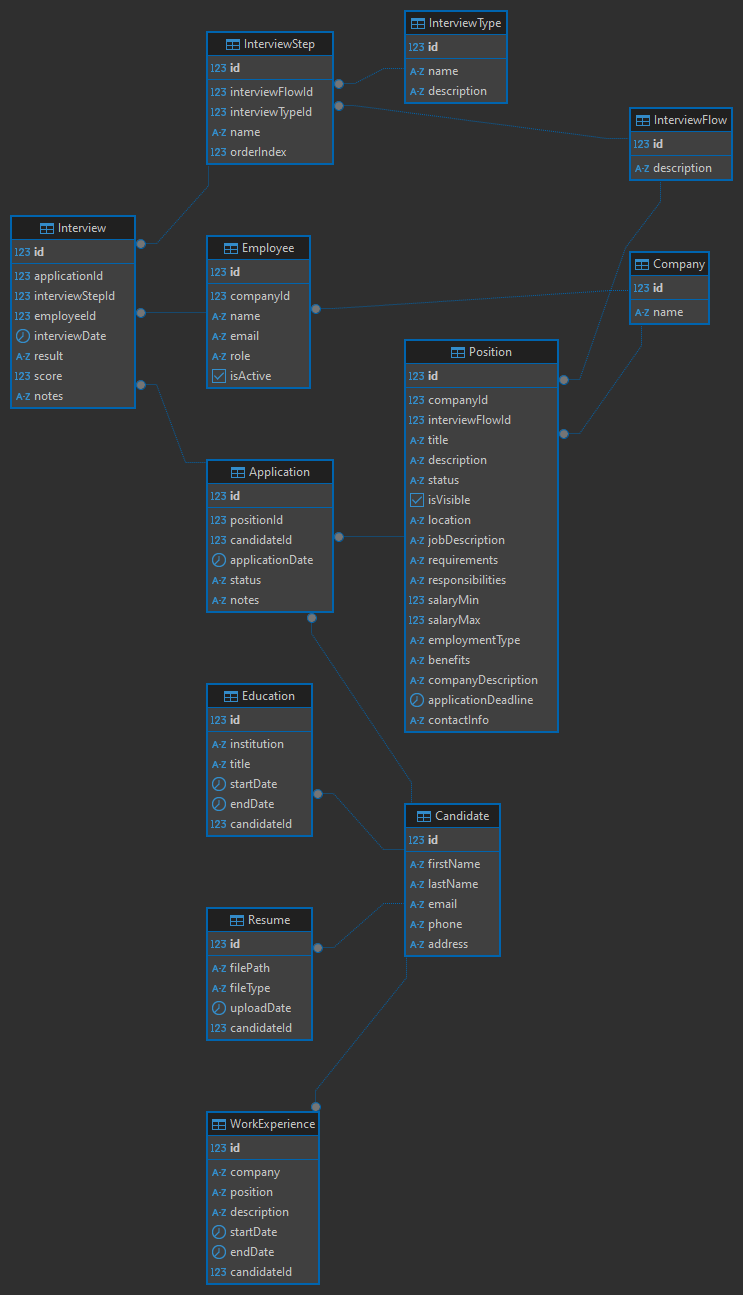 InterviewType
123 id
A-Z name
A-Z description
InterviewStep
123 id
123 interviewFlowId
123 interviewTypeId
A-Z name
123 orderIndex
InterviewFlow
123 id
A-Z description
Interview
123 id
123 applicationId
123 interviewStepId
123 employeeId
interviewDate
A-Z result
123 score
A-Z notes
Employee
123 id
123 companyId
A-Z name
A-Z email
A-Z role
isActive
Company
123 id
A-Z name
Position
123 id
123 companyId
123 interviewFlowId
A-Z title
A-Z description
A-Z status
isVisible
A-Z location
A-Z jobDescription
A-Z requirements
A-Z responsibilities
123 salaryMin
123 salaryMax
A-Z employmentType
A-Z benefits
A-Z companyDescription
applicationDeadline
A-Z contactInfo
Application
123 id
123 positionId
123 candidateId
applicationDate
A-Z status
A-Z notes
Education
123 id
A-Z institution
A-Z title
startDate
endDate
123 candidateId
Candidate
123 id
A-Z firstName
A-Z lastName
A-Z email
A-Z phone
A-Z address
Resume
123 id
A-Z filePath
A-Z fileType
uploadDate
123 candidateId
WorkExperience
123 id
A-Z company
A-Z position
A-Z description
startDate
endDate
123 candidateId